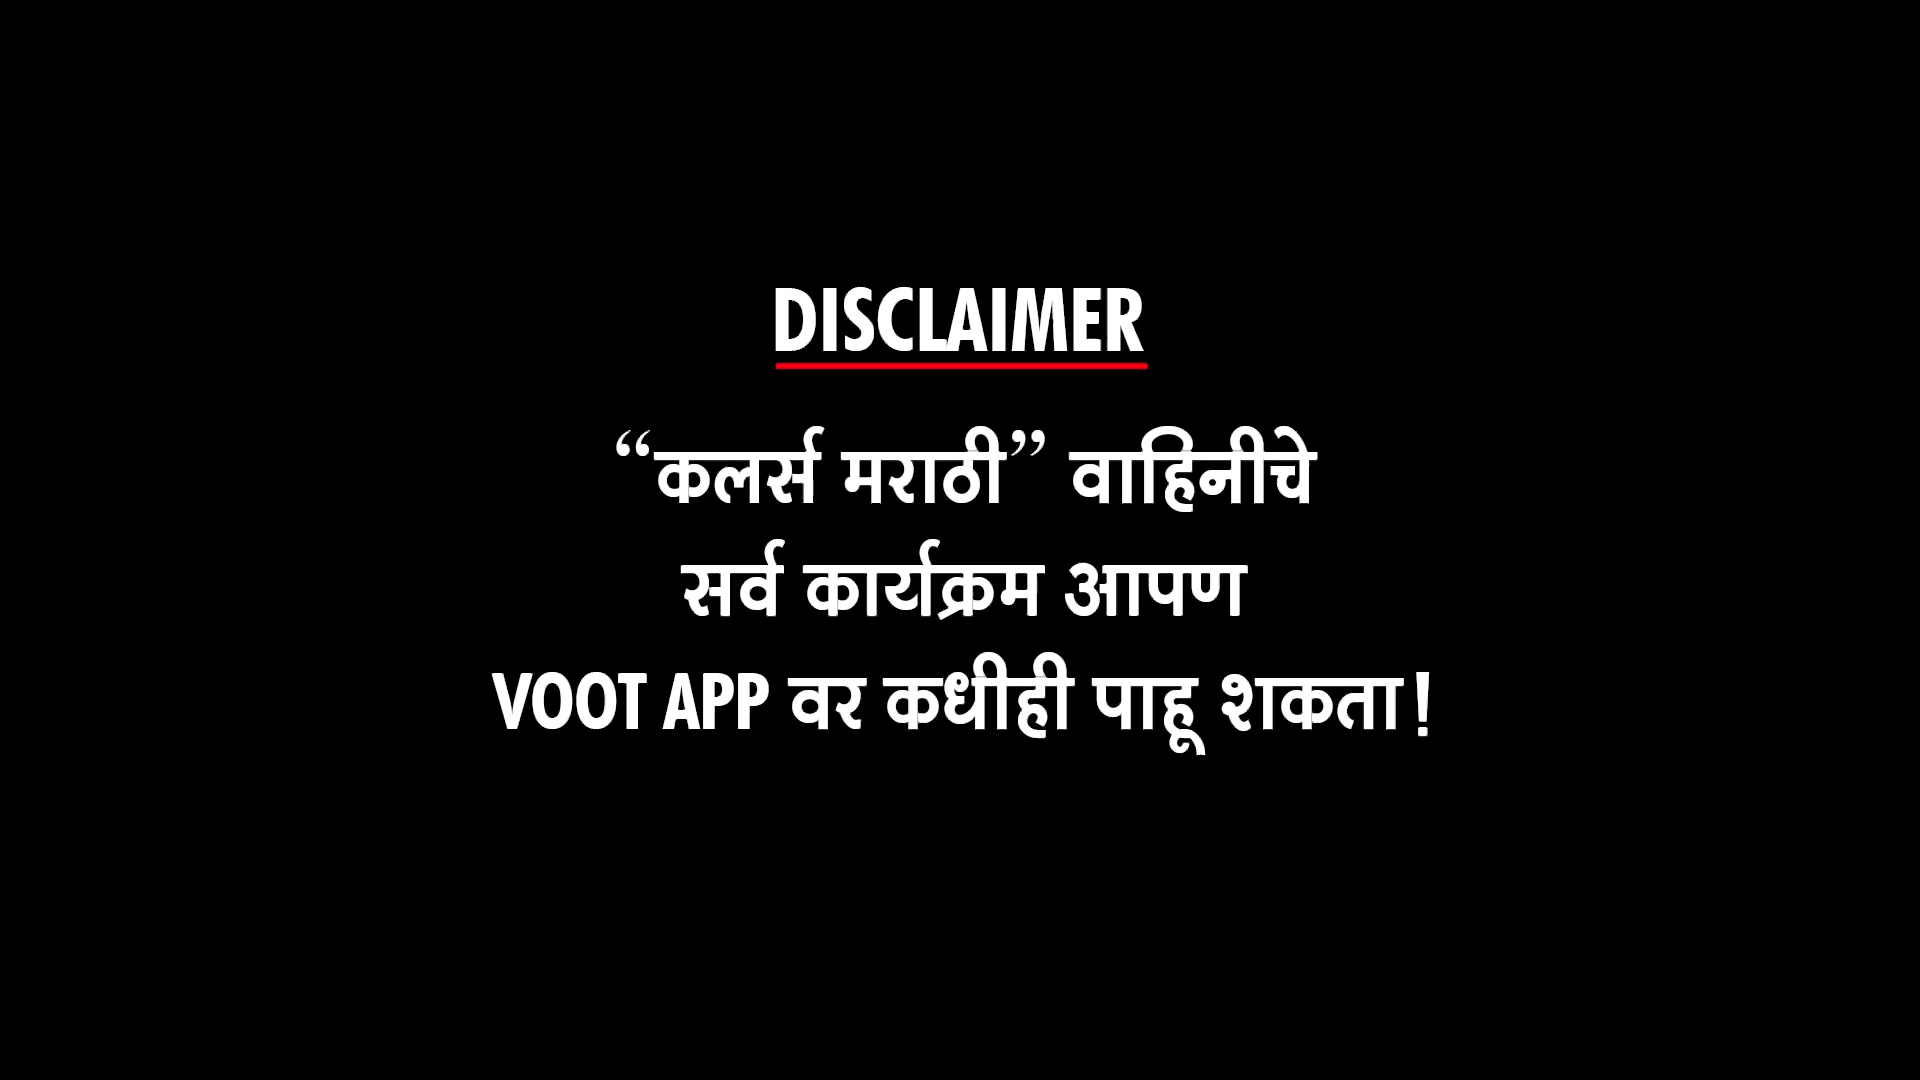 DISCLAIMER
“कलर्स मराठी” वाहिनीचे
सर्व कार्यक्रम आपण
VOOT APP वर कधीही पाहू शकता!